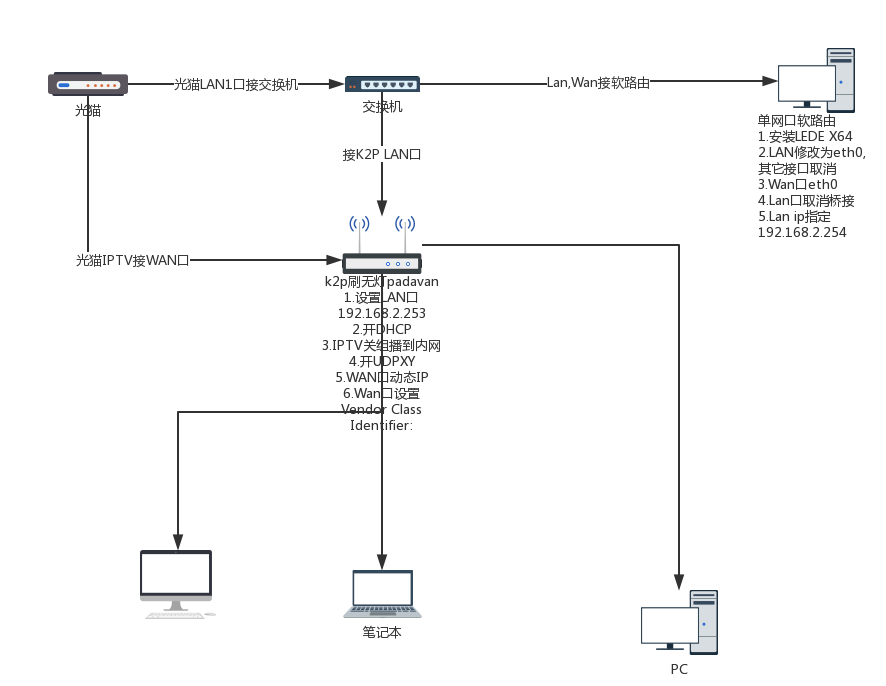 光猫LAN1口接交换机
光猫
交换机
Lan,Wan接软路由
单网口软路由
1.安装LEDE X64
2.LAN修改为eth0,
其它接口取消
3.Wan口eth0
4.Lan口取消桥接
5.Lan ip指定
192.168.2.254
接K2P LAN口
光猫IPTV接WAN口
k2p刷无灯padavan
1.设置LAN口
192.168.2.253
2.开DHCP
3.IPTV关组播到内网
4.开UDPXY
5.WAN口动态IP
6.Wan口设置
Vendor Class
Identifier:
笔记本
PC